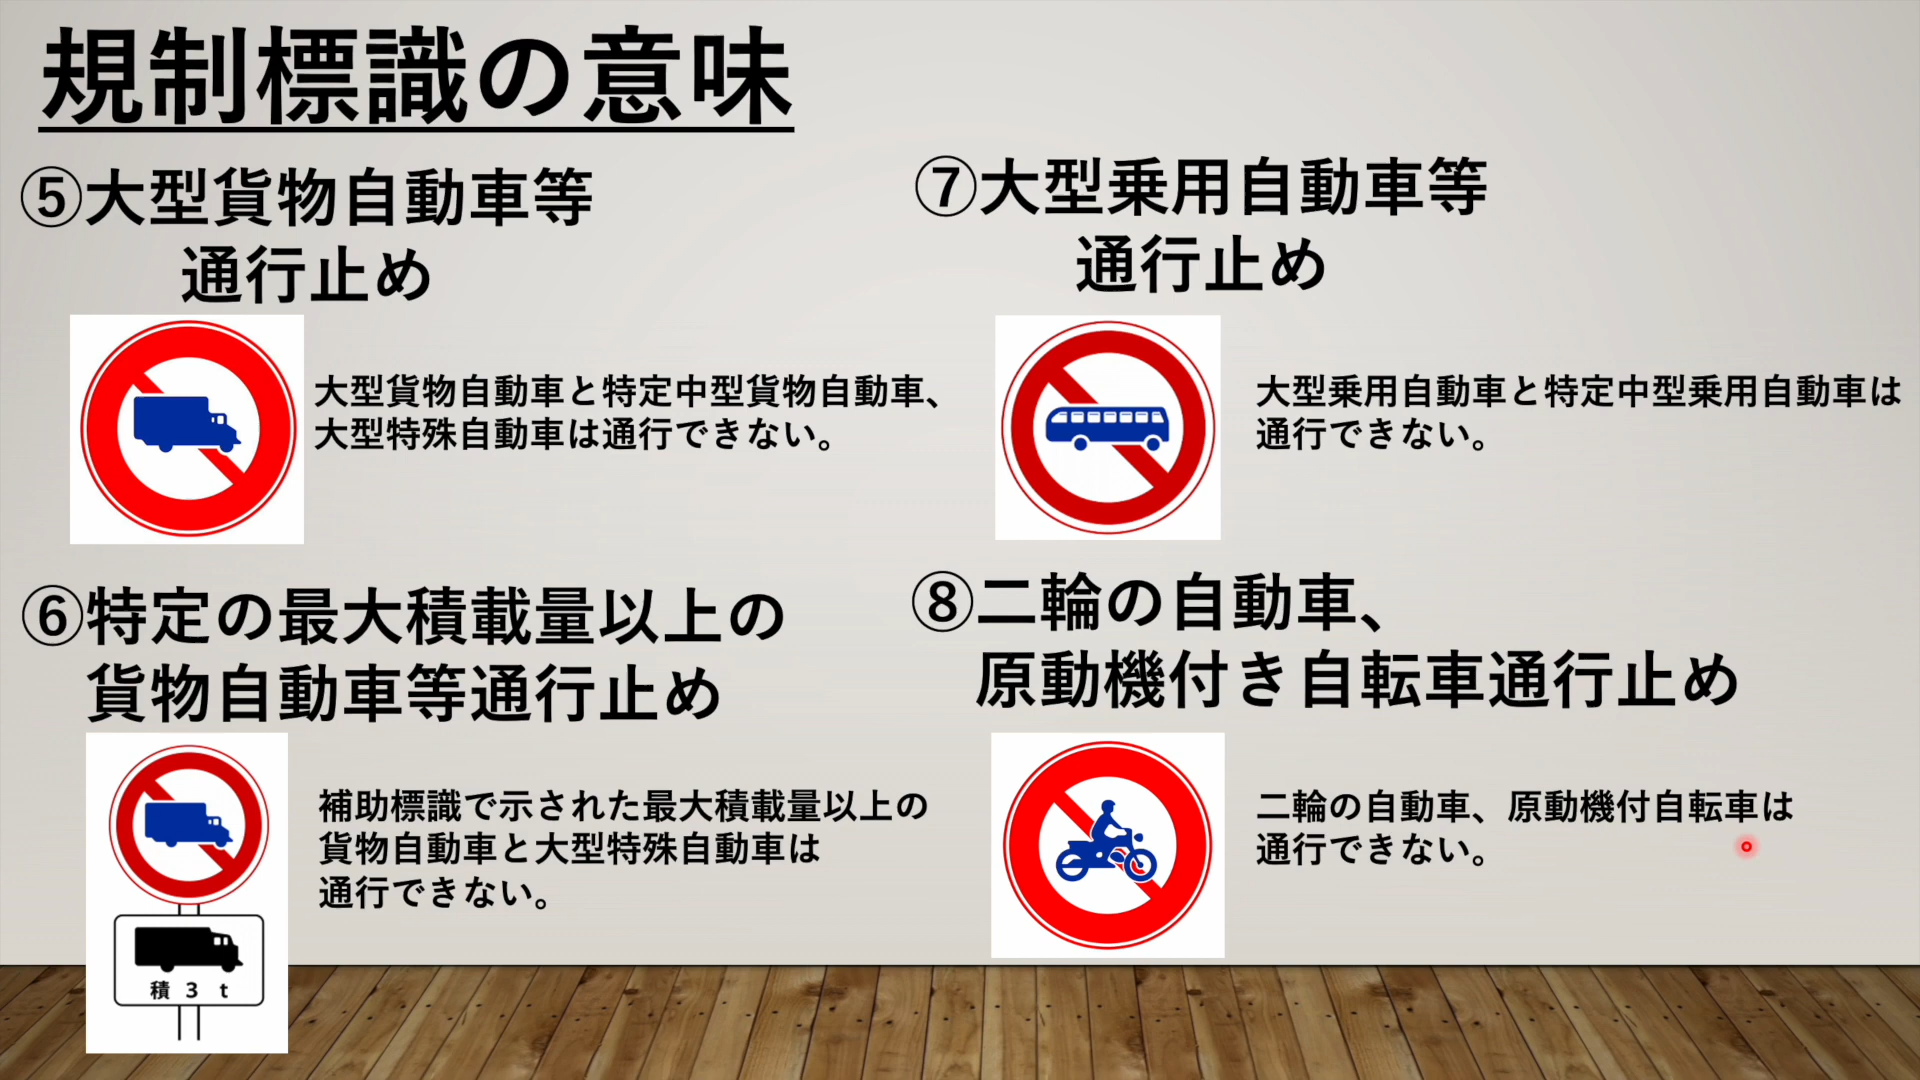 規制標識の意味
⑤大型貨物自動車等
通行止め
大型貨物自動車と特定中型貨物自動車、
大型特殊自動車は通行できない。
⑥特定の最大積載量以上の
貨物自動車等通行止め
補助標識で示された最大積載量以上の
貨物自動車と大型特殊自動車は
通行できない。
積 3 t
⑦大型乗用自動車等
通行止め
大型乗用自動車と特定中型乗用自動車は
通行できない。
⑧二輪の自動車、
原動機付き自転車通行止め
二輪の自動車、原動機付自転車は
通行できない。